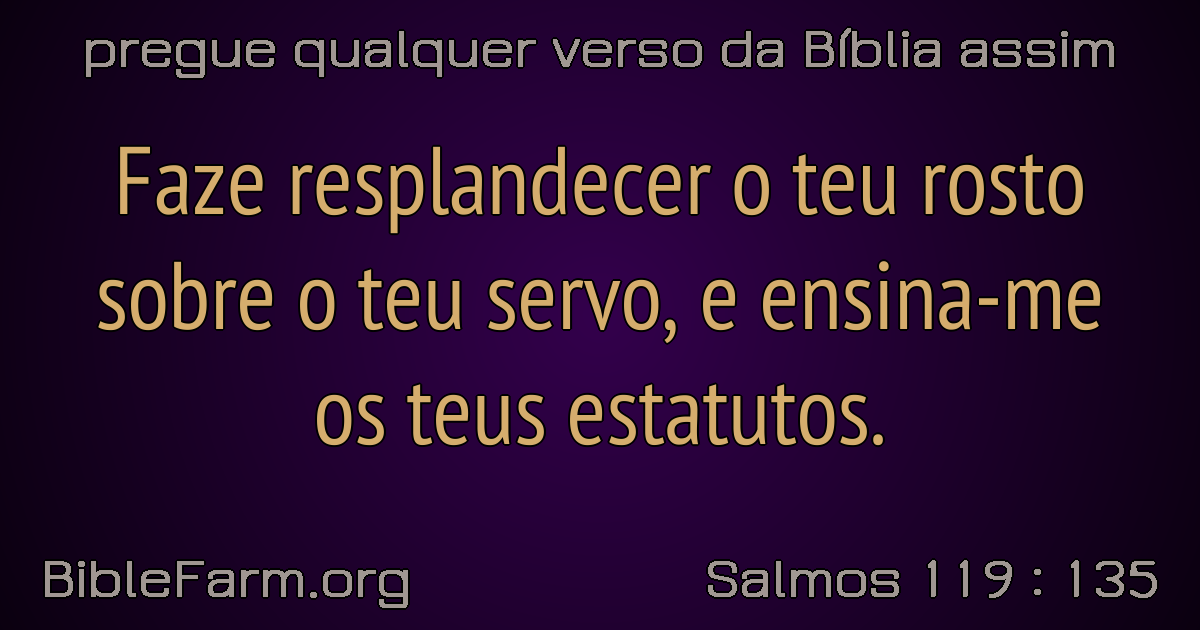 pregue qualquer verso da Bíblia assim
Faze resplandecer o teu rosto
sobre o teu servo, e ensina-me
os teus estatutos.
BibleFarm.org
Salmos 119 : 135